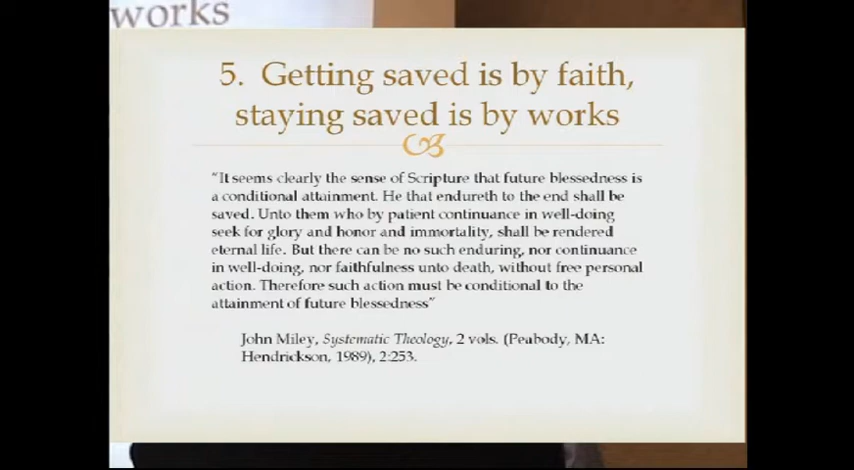 works
5. Getting saved is by faith,
staying saved is by works
“It seems clearly the sense of Scripture that future blessedness is
a conditional attainment. He that endureth to the end shall be
saved. Unto them who by patient continuance in well-doing
seek for glory and honor and immortality, shall be rendered
eternal life. But there can be no such enduring, nor continuance
in well-doing, nor faithfulness unto death, without free personal
action. Therefore such action must be conditional to the
attainment of future blessedness”
John Miley, Systematic Theology, 2 vols. (Peabody, MA:
Hendrickson, 1989), 2:253.